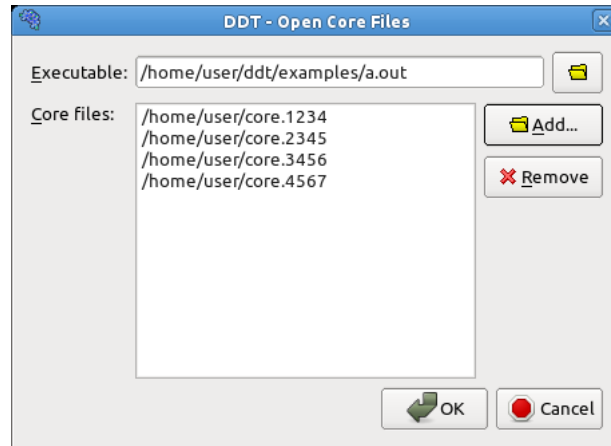 DDT - Open Core Files
Executable: /home/user/ddt/examples/a.out
Core files:
/home/user/core.1234
/home/user/core.2345
/home/user/core.3456
/home/user/core.4567
Add...
Remove
OK
Cancel